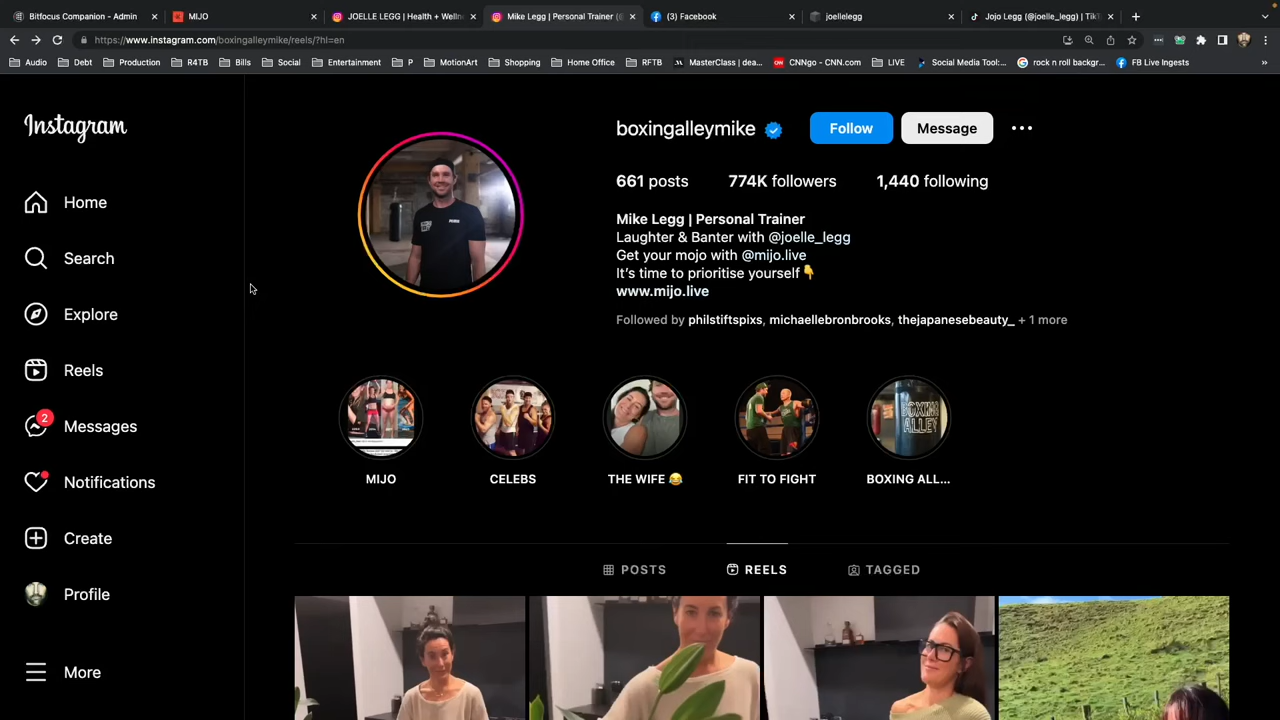 Bitfocus Companion - Admin
MIJO
JOELLE LEGG | Health + Wellne
Mike Legg | Personal Trainer (@
(3) Facebook
joellelegg
Jojo Legg (@joelle_legg) | TikT
https://www.instagram.com/boxingalleymike/reels/?hl=en
Audio
Debt
Production
R4TB
Bills
Social
Entertainment
P
MotionArt
Shopping
Home Office
RFTB
MasterClass | dea...
CNNgo - CNN.com
LIVE
Social Media Tool:...
rock n roll backgr...
FB Live Ingests
»
Instagram
Home
Search
Explore
Reels
2
Messages
Notifications
Create
Profile
More
boxingalleymike
Follow
Message
661 posts 774K followers 1,440 following
Mike Legg | Personal Trainer
Laughter & Banter with @joelle_legg
Get your mojo with @mijo.live
It's time to prioritise yourself👇
www.mijo.live
Followed by philstiftspixs, michaellebronbrooks, thejapanesebeauty_ + 1 more
MIJO
CELEBS
THE WIFE 😂
FIT TO FIGHT
BOXING ALL...
BOXING
ALLEY
POSTS
REELS
TAGGED